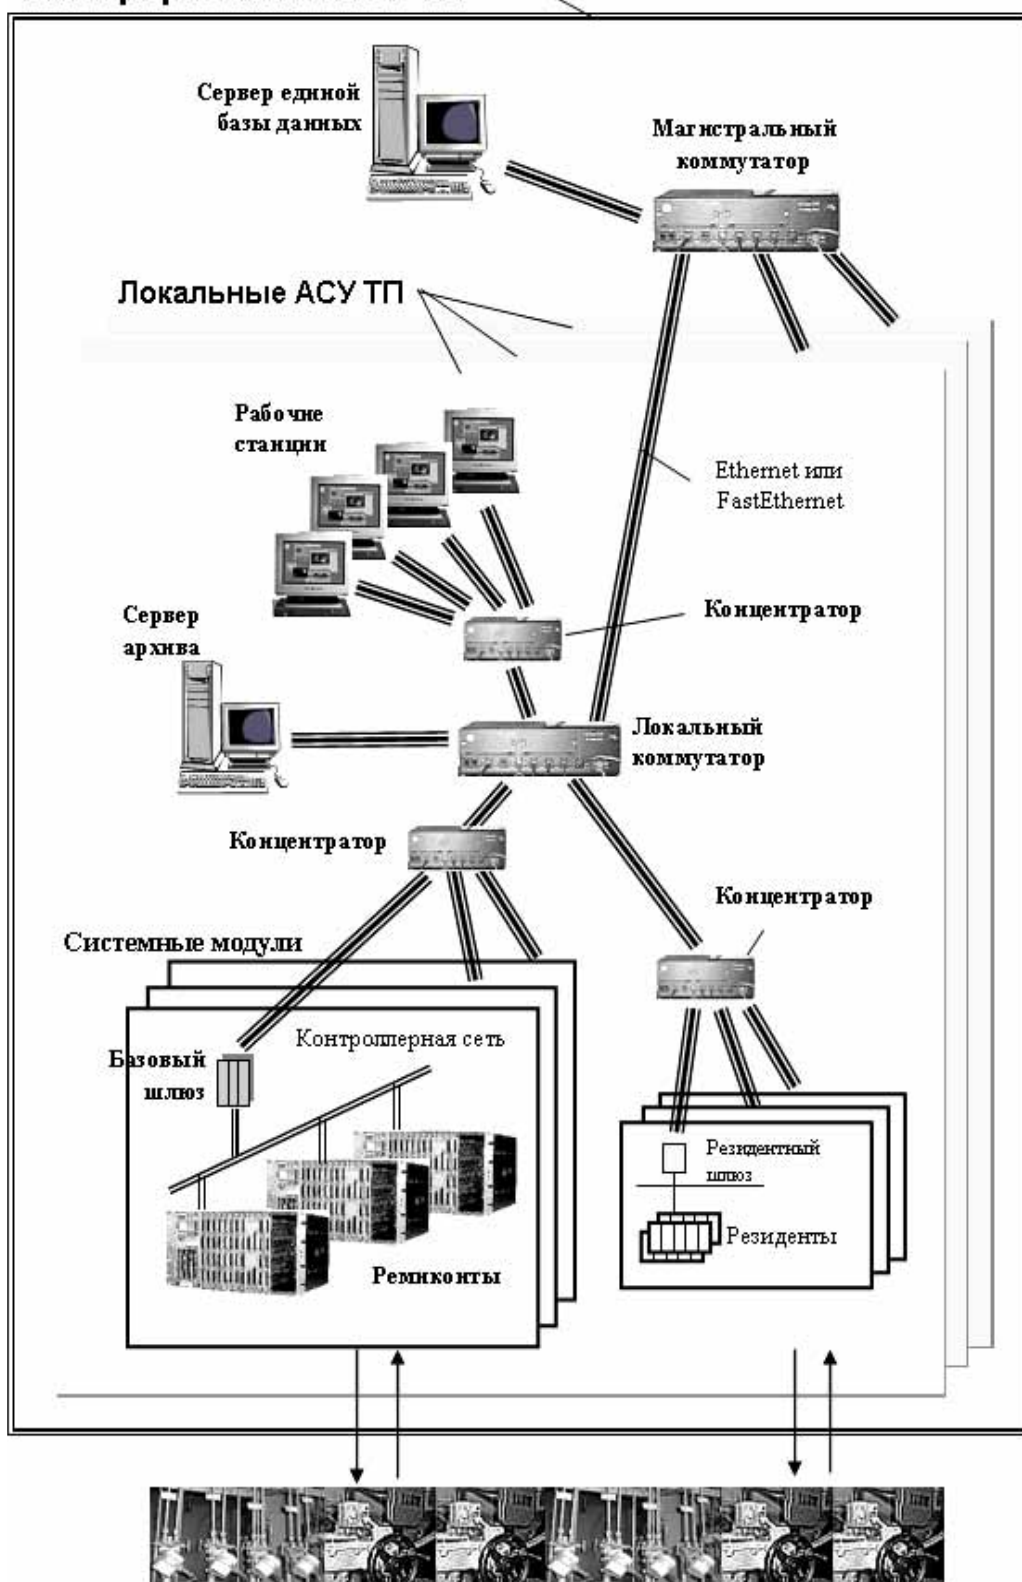 Сервер единой
базы данных
Магистральный
коммутатор
Локальные АСУ ТП
Рабочие
станции
Ethernet или
FastEthernet
Концентратор
Сервер
архива
Локальный
коммутатор
Концентратор
Концентратор
Системные модули
Контроллерная сеть
Базовый
шлюз
Резидентный
шлюз
Резиденты
Ремиконты